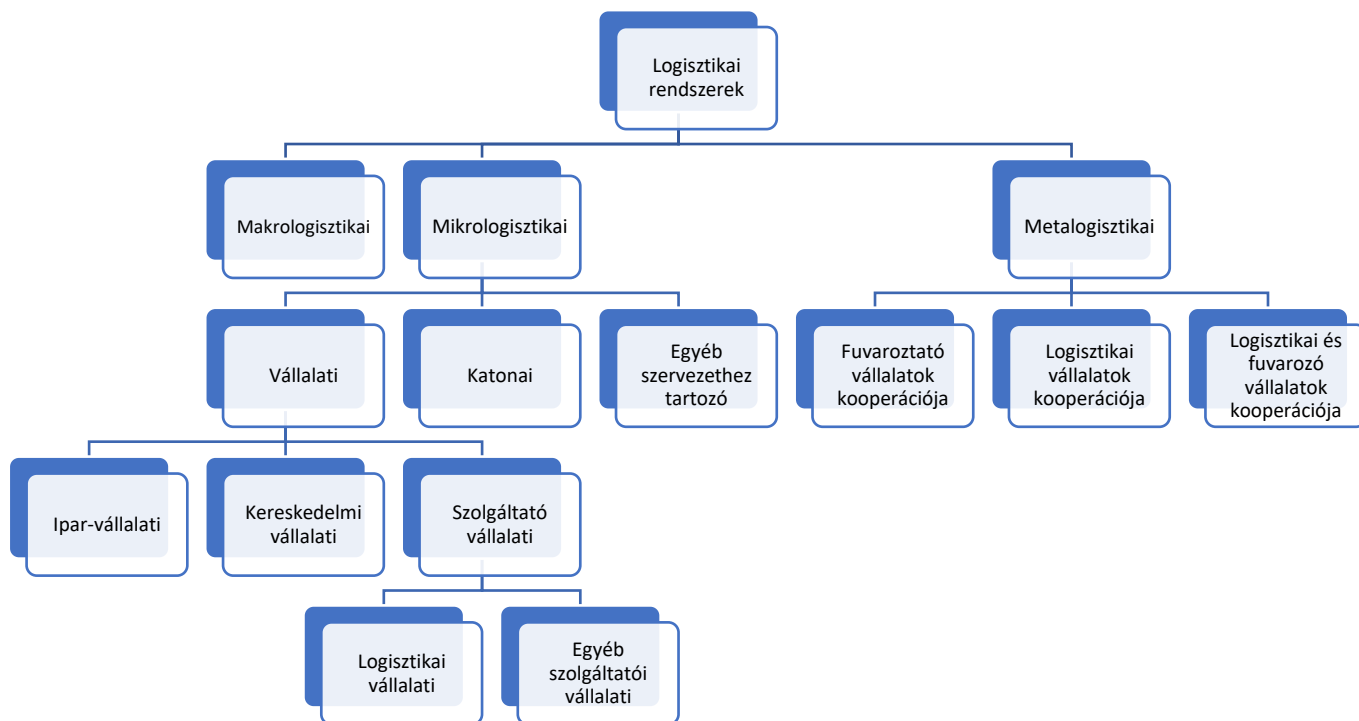 Logisztikai
rendszerek
Makrologisztikai
Mikrologisztikai
Metalogisztikai
Vállalati
Katonai
Egyéb
szervezethez
tartozó
Fuvaroztató
vállalatok
kooperációja
Logisztikai
vállalatok
kooperációja
Logisztikai és
fuvarozó
vállalatok
kooperációja
Ipar-vállalati
Kereskedelmi
vállalati
Szolgáltató
vállalati
Logisztikai
vállalati
Egyéb
szolgáltatói
vállalati